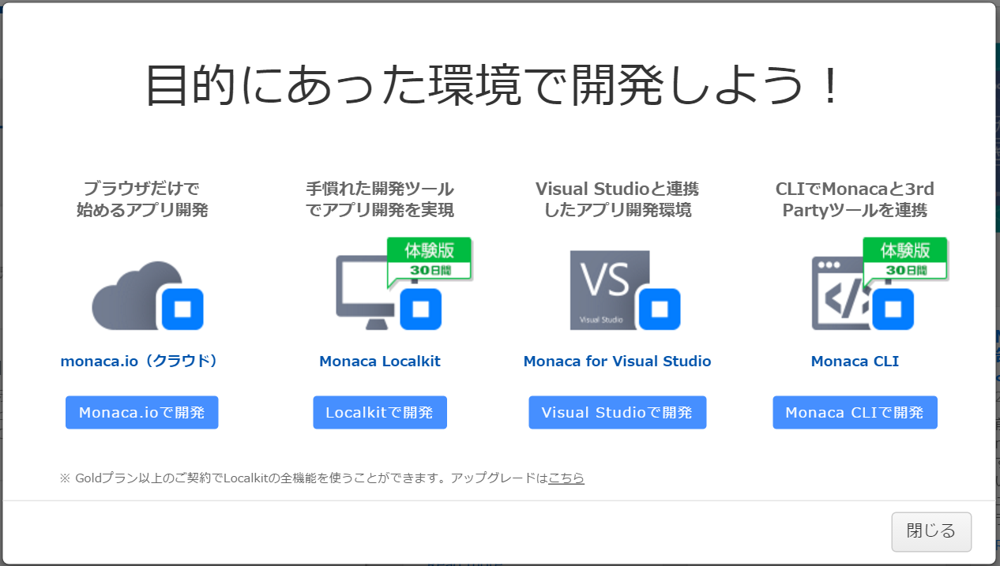 目的にあった環境で開発しよう！
ブラウザだけで
始めるアプリ開発
手慣れた開発ツール
でアプリ開発を実現
Visual Studioと連携
したアプリ開発環境
CLIでMonacaと3rd
Partyツールを連携
体験版
30日間
VS
Visual Studio
体験版
30日間
monaca.io（クラウド）
Monaca Localkit
Monaca for Visual Studio
Monaca CLI
Monaca.ioで開発
Localkitで開発
Visual Studioで開発
Monaca CLIで開発
※ Goldプラン以上のご契約でLocalkitの全機能を使うことができます。アップグレードはこちら
閉じる